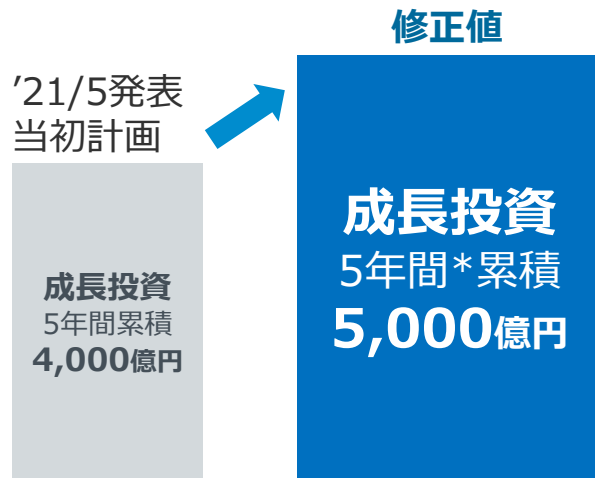 修正値
’21/5発表
当初計画
成長投資
5年間累積
4,000億円
成長投資
5年間*累積
5,000億円